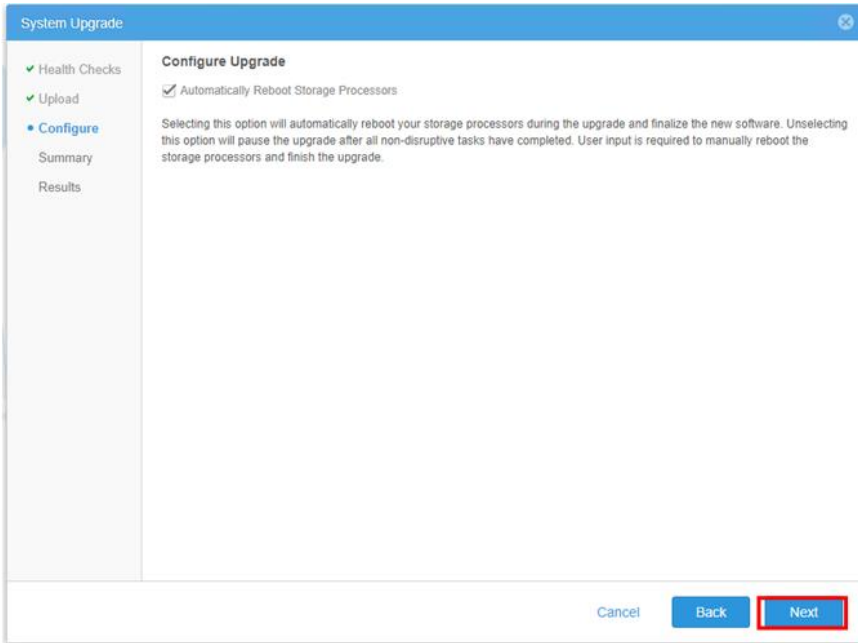 System Upgrade
Health Checks
Upload
Configure
Summary
Results
Configure Upgrade
Automatically Reboot Storage Processors
Selecting this option will automatically reboot your storage processors during the upgrade and finalize the new software. Unselecting
this option will pause the upgrade after all non-disruptive tasks have completed. User input is required to manually reboot the
storage processors and finish the upgrade.
Cancel
Back
Next